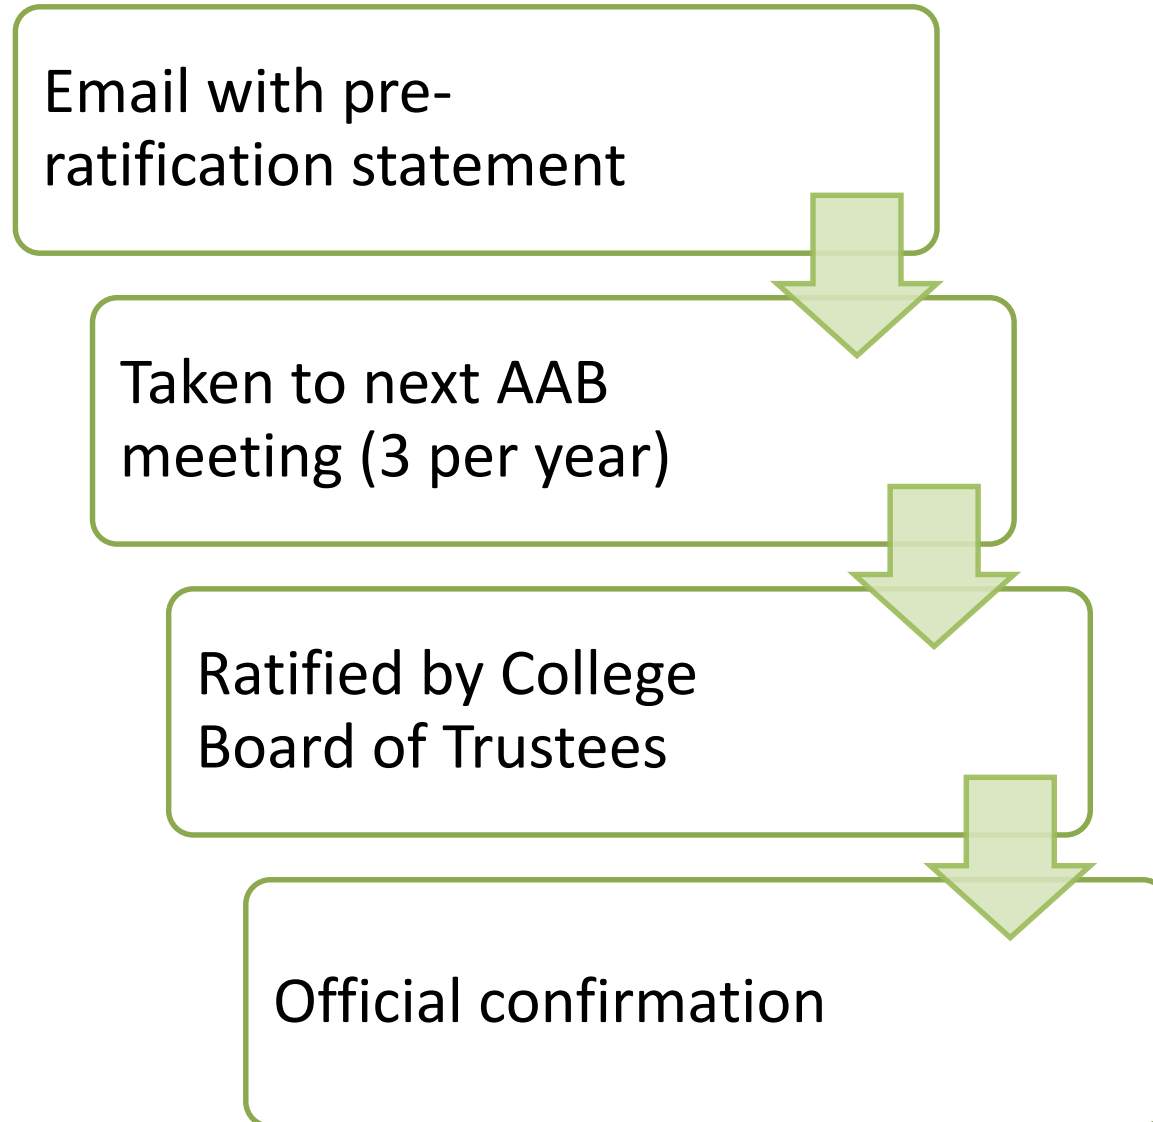 Email with pre-
ratification statement
Taken to next AAB
meeting (3 per year)
Ratified by College
Board of Trustees
Official confirmation